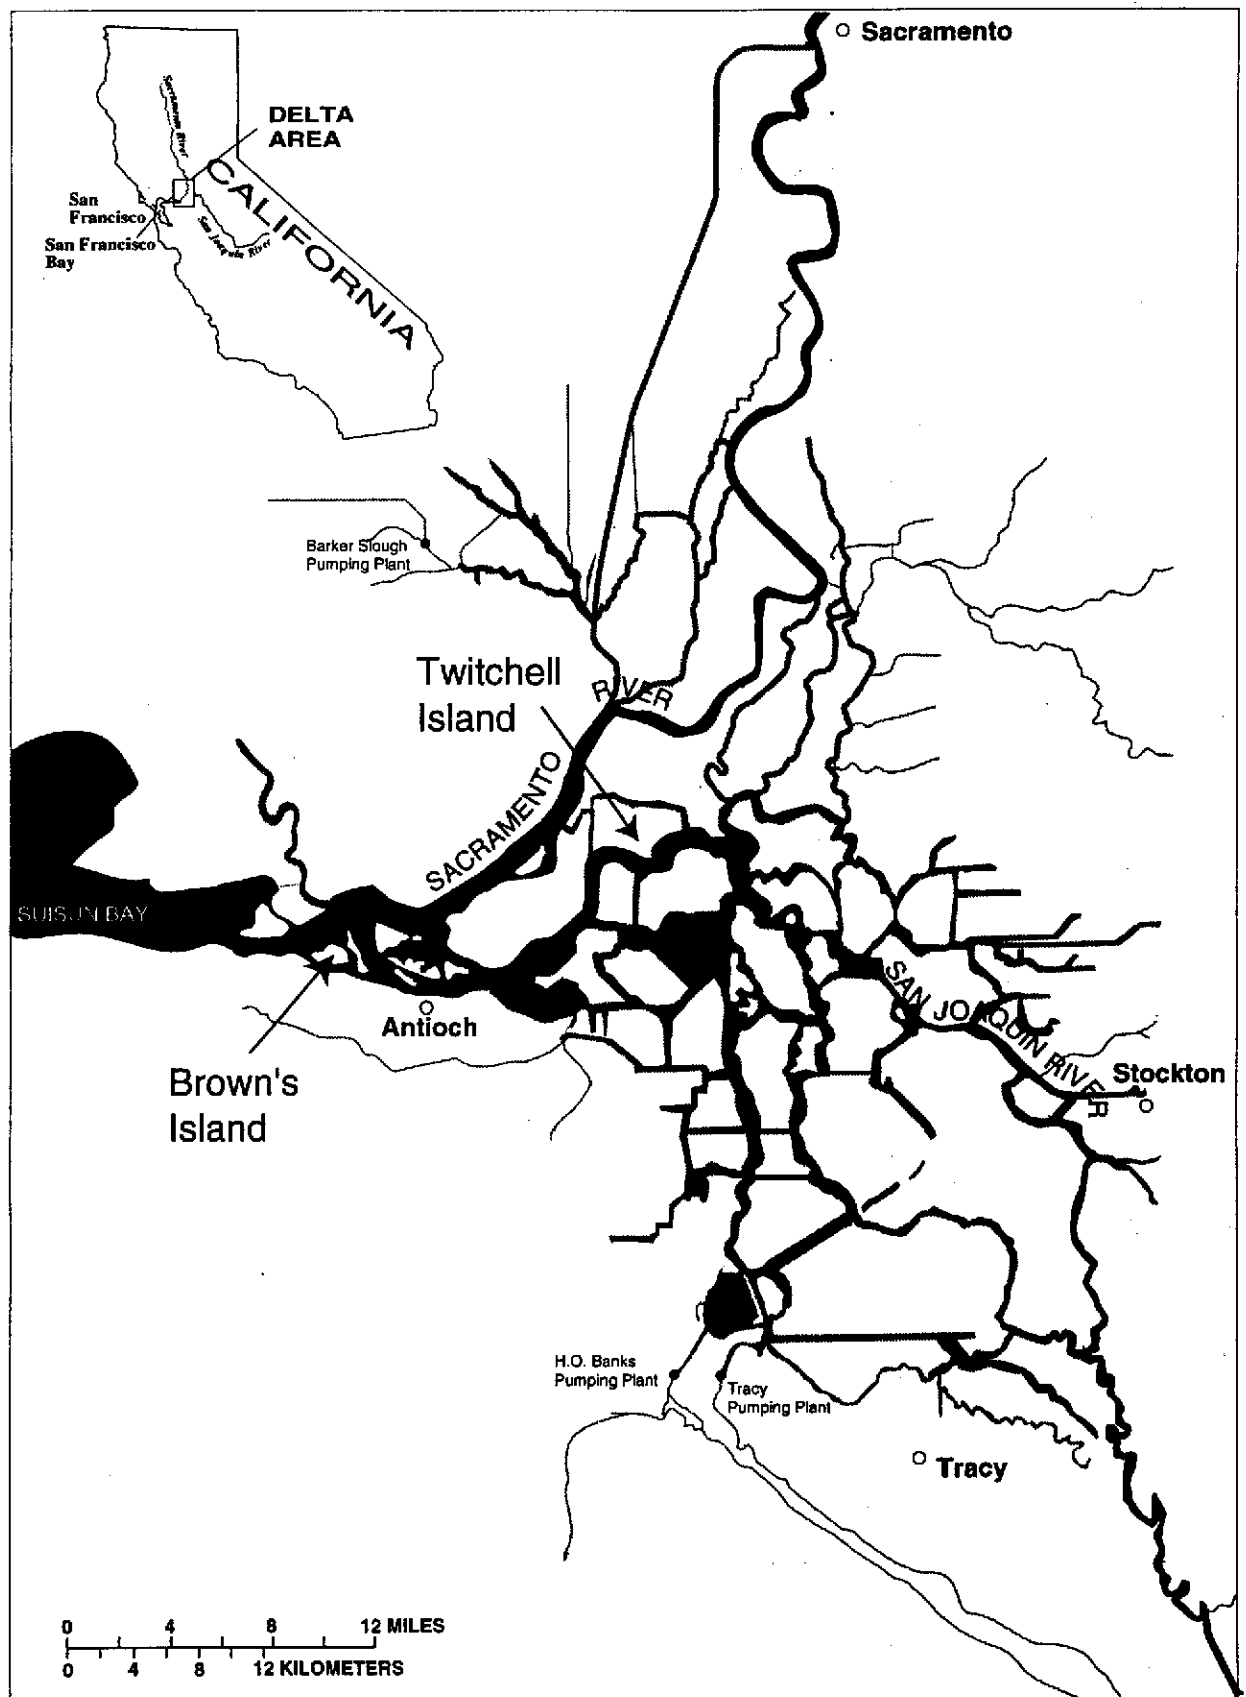 Sacramento
Sacramento River
DELTA
AREA
CALIFORNIA
San
Francisco
San Francisco
Bay
San Joaquin River
Barker Slough
Pumping Plant
Twitchell
Island
RIVER
SACRAMENTO
SUISUN BAY
SAN JOAQUIN RIVER
Antioch
Stockton
Brown's
Island
H.O. Banks
Pumping Plant
Tracy
Pumping Plant
Tracy
0 4 8 12 MILES
0 4 8 12 KILOMETERS